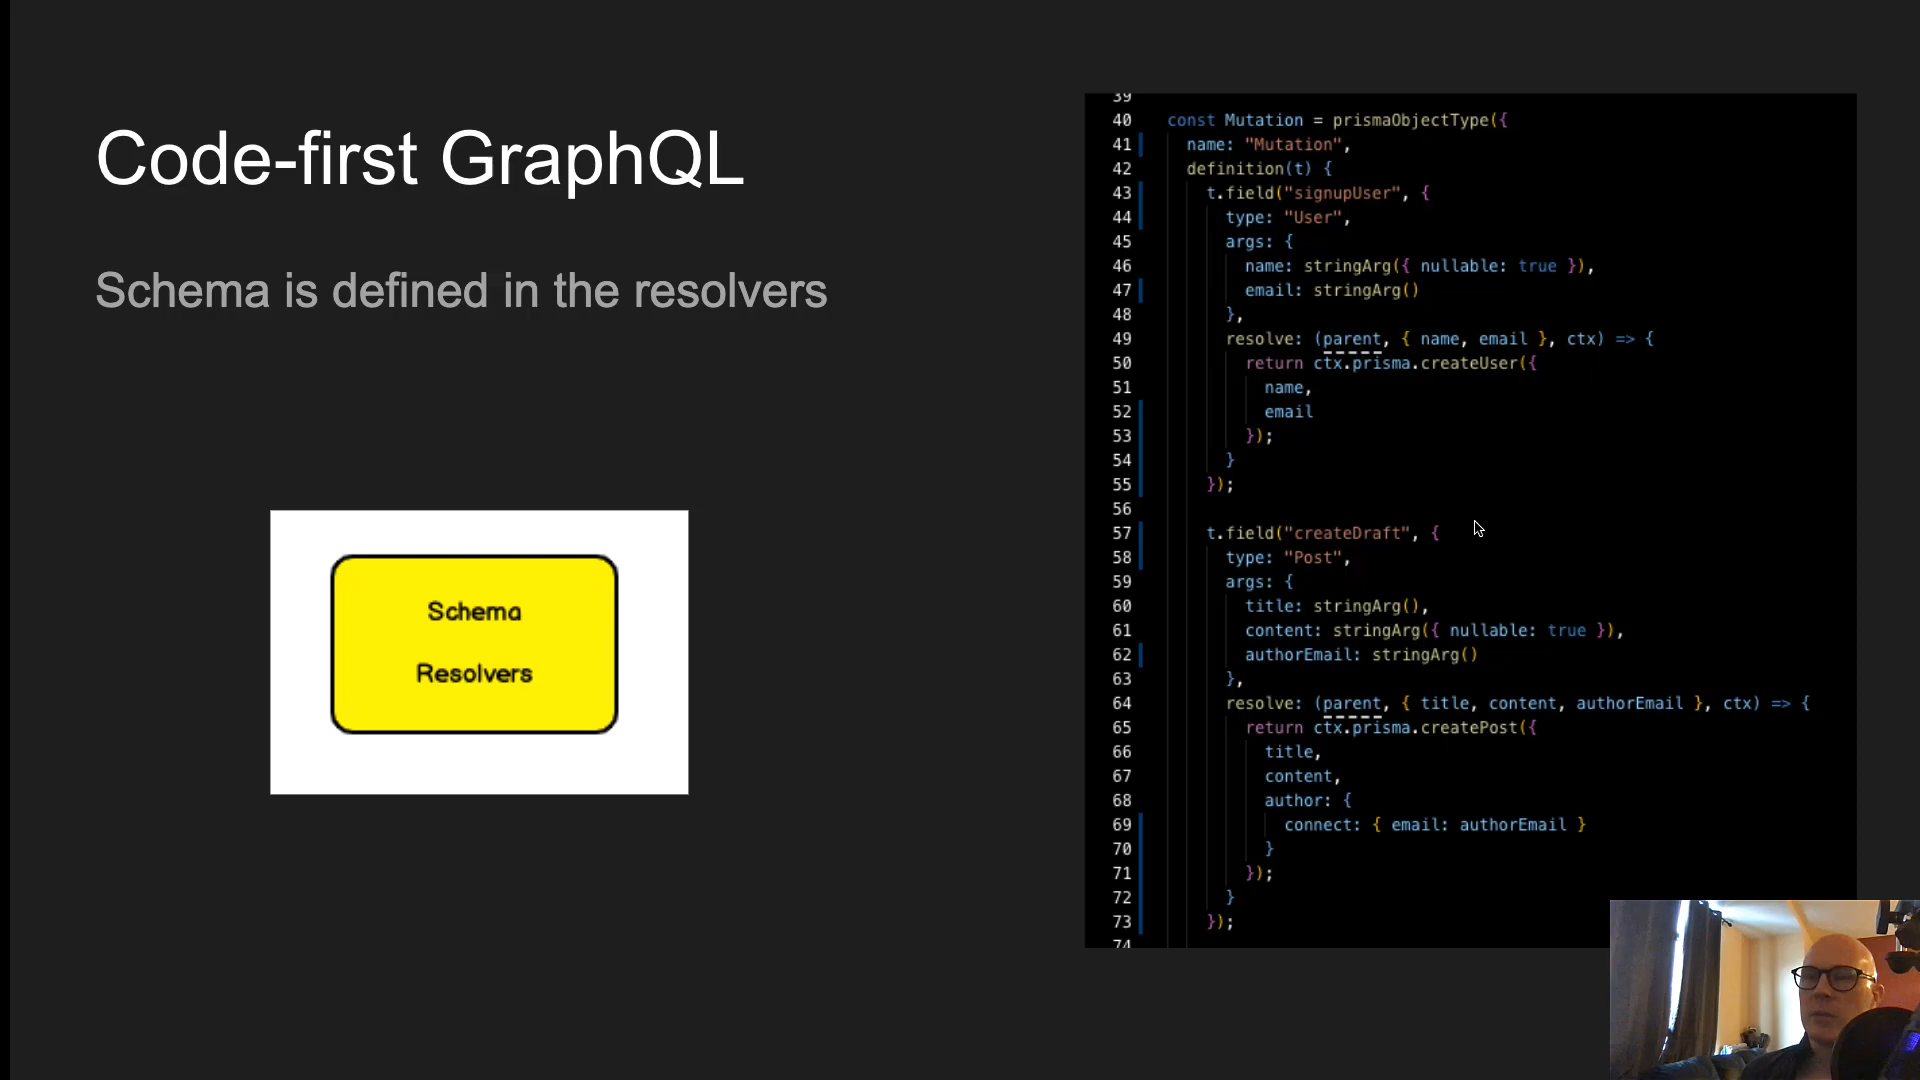 Code-first GraphQL
Schema is defined in the resolvers
Schema
Resolvers
39
40 const Mutation = prismaObjectType({
41 name: "Mutation",
42 definition(t) {
43 t.field("signupUser", {
44 type: "User",
45 args: {
46 name: stringArg({ nullable: true }),
47 email: stringArg()
48 },
49 resolve: (parent, { name, email }, ctx) => {
50 return ctx.prisma.createUser({
51 name,
52 email
53 });
54 }
55 });
56
57 t.field("createDraft", {
58 type: "Post",
59 args: {
60 title: stringArg(),
61 content: stringArg({ nullable: true }),
62 authorEmail: stringArg()
63 },
64 resolve: (parent, { title, content, authorEmail }, ctx) => {
65 return ctx.prisma.createPost({
66 title,
67 content,
68 author: {
69 connect: { email: authorEmail }
70 }
71 });
72 }
73 });
74